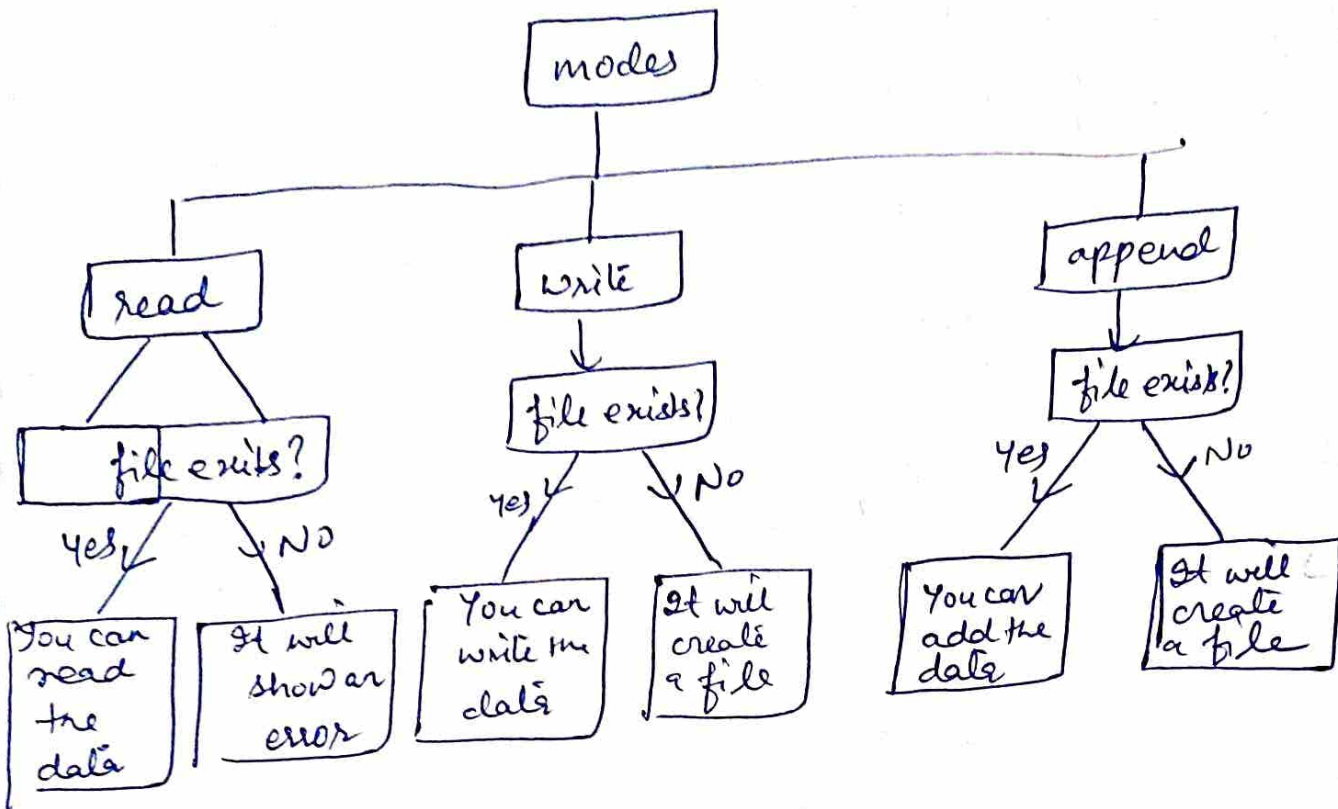 modes
read
write
append
file exits?
file exists?
file exists?
yes
NO
yes
NO
yes
NO
You can
read
the
data
It will
show an
error
You can
write the
data
It will
create
a file
You can
add the
data
It will
create
a file